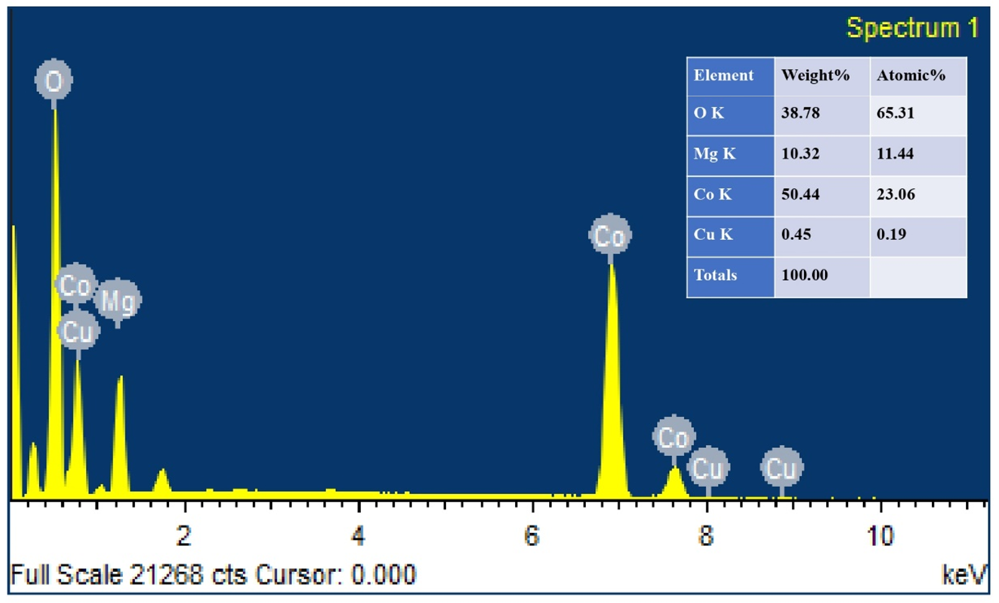 Spectrum 1
Element Weight% Atomic%
O K 38.78 65.31
Mg K 10.32 11.44
Co K 50.44 23.06
Cu K 0.45 0.19
Totals 100.00
O
Co
Mg
Cu
Co
Co
Cu
Cu
2 4 6 8 10
Full Scale 21268 cts Cursor: 0.000 keV